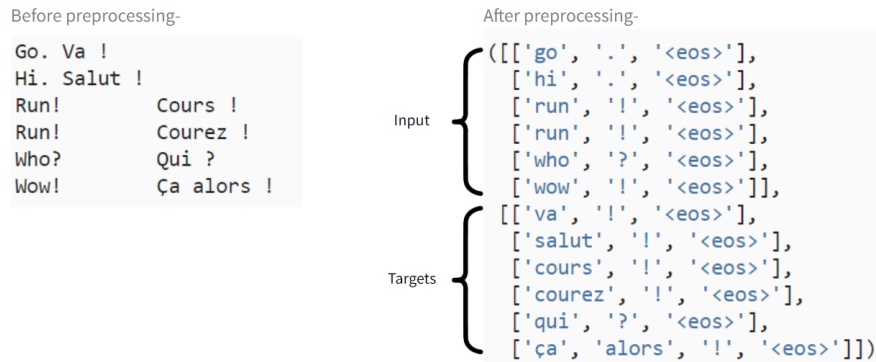 Before preprocessing-
Go. Va !
Hi. Salut !
Run! Cours !
Run! Courez !
Who? Qui ?
Wow! Ça alors !
After preprocessing-
Input
([['go', '.', '<eos>'],
['hi', '.', '<eos>'],
['run', '!', '<eos>'],
['run', '!', '<eos>'],
['who', '?', '<eos>'],
['wow', '!', '<eos>']],
Targets
[['va', '!', '<eos>'],
['salut', '!', '<eos>'],
['cours', '!', '<eos>'],
['courez', '!', '<eos>'],
['qui', '?', '<eos>'],
['ça', 'alors', '!', '<eos>']])